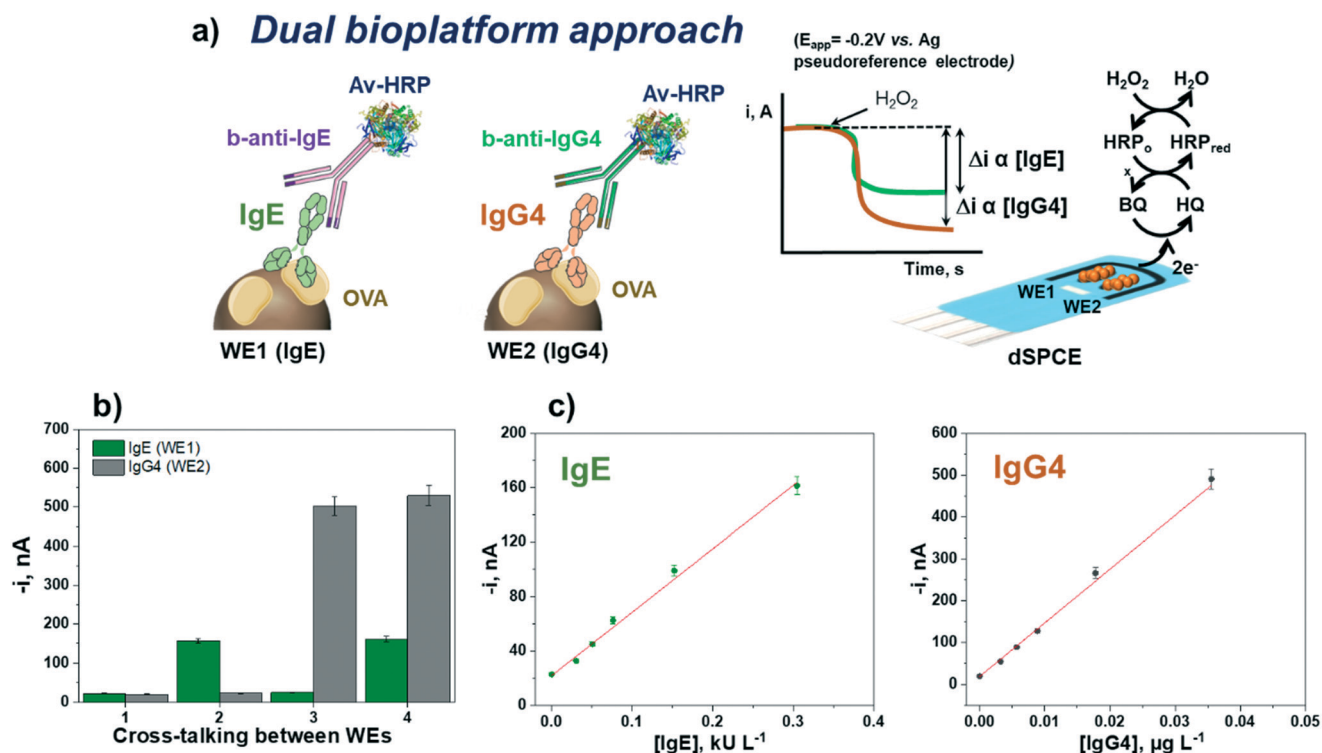 a) Dual bioplatform approach
Av-HRP
b-anti-IgE
IgE
OVA
WE1 (IgE)
Av-HRP
b-anti-IgG4
IgG4
OVA
WE2 (IgG4)
(Eapp= -0.2V vs. Ag
pseudoreference electrode)
i, A
H2O2
Δi α [IgE]
Δi α [IgG4]
Time, s
H2O2 H2O
HRPo HRPred
x
BQ HQ
2e-
WE1
WE2
dSPCE
b)
700
600
500
400
300
200
100
0
IgE (WE1)
IgG4 (WE2)
-i, nA
1 2 3 4
Cross-talking between WEs
c)
200
160
120
80
40
0
IgE
-i, nA
0.0 0.1 0.2 0.3 0.4
[IgE], kU L-1
600
500
400
300
200
100
0
IgG4
-i, nA
0.00 0.01 0.02 0.03 0.04 0.05
[IgG4], µg L-1